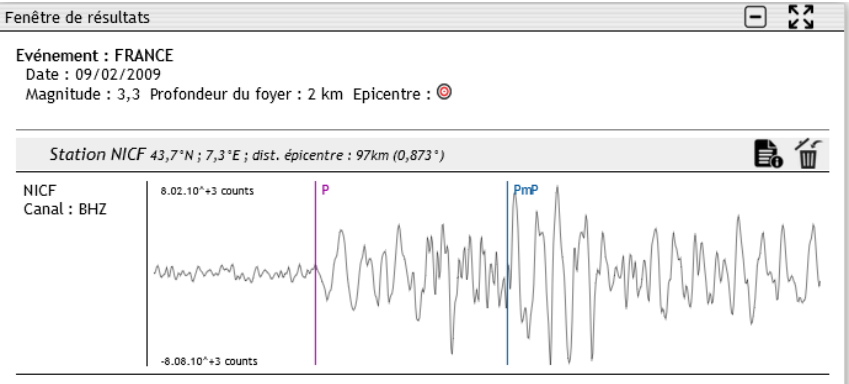 Fenêtre de résultats
Evénement : FRANCE
Date : 09/02/2009
Magnitude : 3,3 Profondeur du foyer : 2 km Epicentre :
Station NICF 43,7°N ; 7,3°E ; dist. épicentre : 97km (0,873°)
NICF
Canal : BHZ
8.02.10^+3 counts
P
PmP
-8.08.10^+3 counts